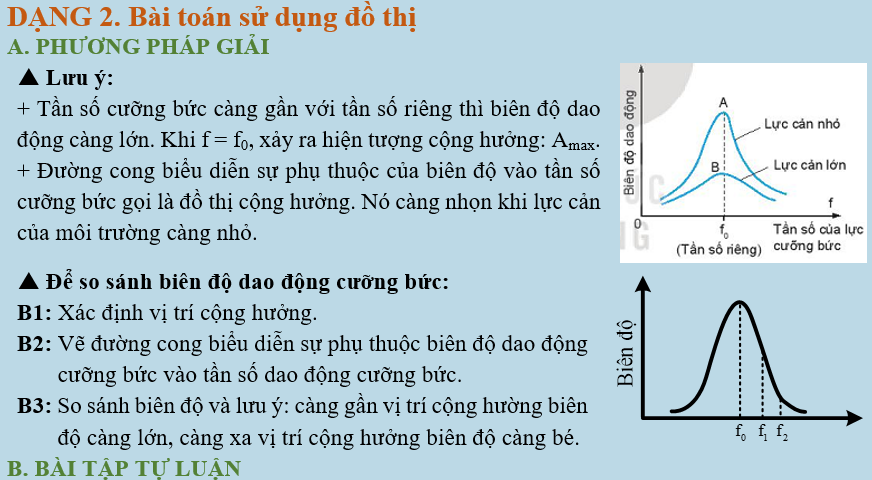 DẠNG 2. Bài toán sử dụng đồ thị
A. PHƯƠNG PHÁP GIẢI
▲ Lưu ý:
+ Tần số cưỡng bức càng gần với tần số riêng thì biên độ dao
động càng lớn. Khi f = f₀, xảy ra hiện tượng cộng hưởng: Aₘₐₓ.
+ Đường cong biểu diễn sự phụ thuộc của biên độ vào tần số
cưỡng bức gọi là đồ thị cộng hưởng. Nó càng nhọn khi lực cản
của môi trường càng nhỏ.
Biên độ dao động
A
Lực cản nhỏ
B
Lực cản lớn
f
0
f₀
(Tần số riêng)
Tần số của lực
cưỡng bức
▲ Để so sánh biên độ dao động cưỡng bức:
B1: Xác định vị trí cộng hưởng.
B2: Vẽ đường cong biểu diễn sự phụ thuộc biên độ dao động
cưỡng bức vào tần số dao động cưỡng bức.
B3: So sánh biên độ và lưu ý: càng gần vị trí cộng hường biên
độ càng lớn, càng xa vị trí cộng hưởng biên độ càng bé.
Biên độ
f₀ f₁ f₂
B. BÀI TẬP TỰ LUẬN